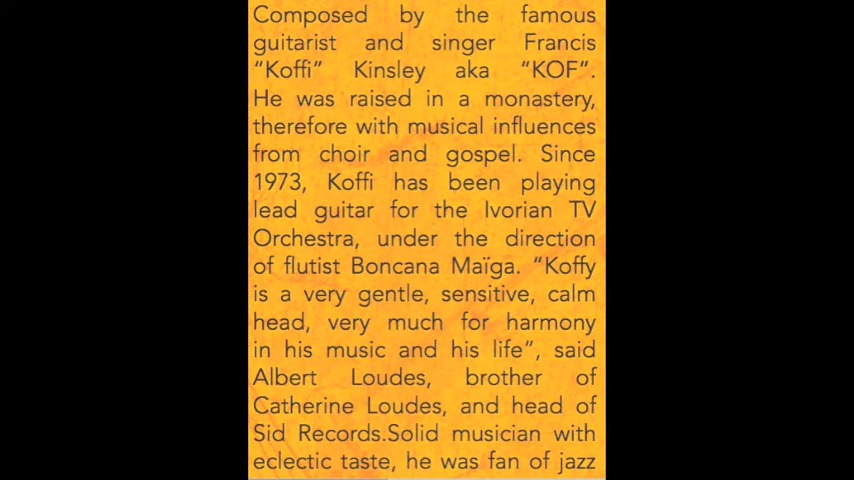 Composed by the famous
guitarist and singer Francis
“Koffi” Kinsley aka “KOF”.
He was raised in a monastery,
therefore with musical influences
from choir and gospel. Since
1973, Koffi has been playing
lead guitar for the Ivorian TV
Orchestra, under the direction
of flutist Boncana Maïga. “Koffy
is a very gentle, sensitive, calm
head, very much for harmony
in his music and his life”, said
Albert Loudes, brother of
Catherine Loudes, and head of
Sid Records.Solid musician with
eclectic taste, he was fan of jazz